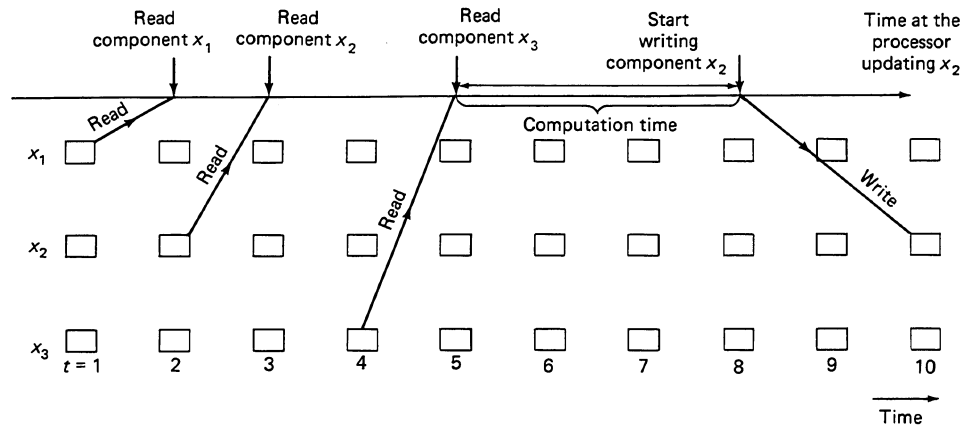 Read
component x₁
Read
component x₂
Read
component x₃
Start
writing
component x₂
Time at the
processor
updating x₂
Read
Read
Read
Computation time
Write
x₁
x₂
x₃
t = 1 2 3 4 5 6 7 8 9 10
Time